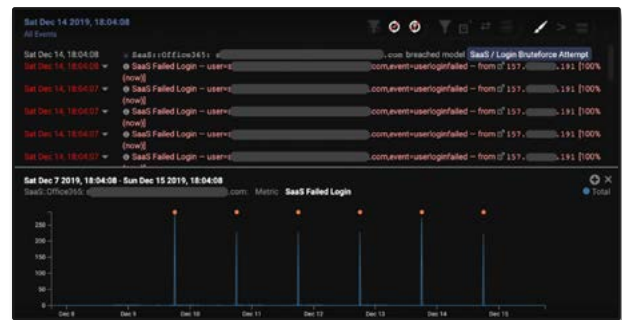 Sat Dec 14 2019, 18:04:08
All Events
Sat Dec 14, 18:04:08 SaaS::Office365: s .com breached model SaaS / Login Bruteforce Attempt
Sat Dec 14, 18:04:08 SaaS Failed Login — user=s com,event=userloginfailed — from 157. .191 [100%
(now)]
Sat Dec 14, 18:04:07 SaaS Failed Login — user=s .com,event=userloginfailed — from 157. .191 [100%
(now)]
Sat Dec 14, 18:04:07 SaaS Failed Login — user=s .com,event=userloginfailed — from 157. .191 [100%
(now)]
Sat Dec 14, 18:04:07 SaaS Failed Login — user=s .com,event=userloginfailed — from 157. .191 [100%
(now)]
Sat Dec 14, 18:04:07 SaaS Failed Login — user=s .com,event=userloginfailed — from 157. .191 [100%
Sat Dec 7 2019, 18:04:08 - Sun Dec 15 2019, 18:04:08
SaaS::Office365: s .com: Metric SaaS Failed Login
Total
250
200
150
100
50
0
Dec 8 Dec 9 Dec 10 Dec 11 Dec 12 Dec 13 Dec 14 Dec 15